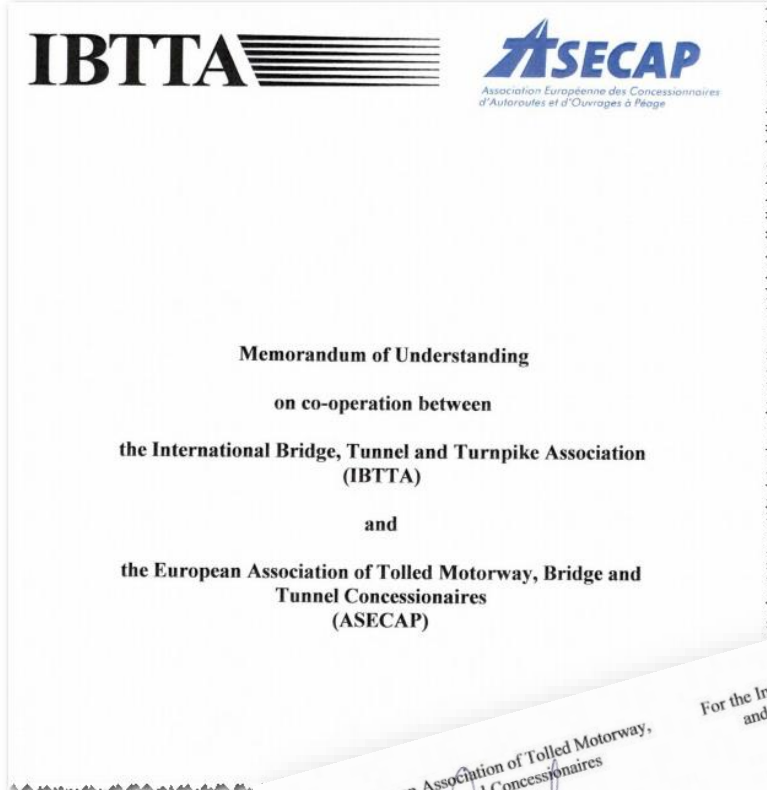 IBTTA
ASECAP
Association Européenne des Concessionnaires
d'Autoroutes et d'Ouvrages à Péage
Memorandum of Understanding
on co-operation between
the International Bridge, Tunnel and Turnpike Association
(IBTTA)
and
the European Association of Tolled Motorway, Bridge and
Tunnel Concessionaires
(ASECAP)
For the
and
Association of Tolled Motorway,
Concessionaires